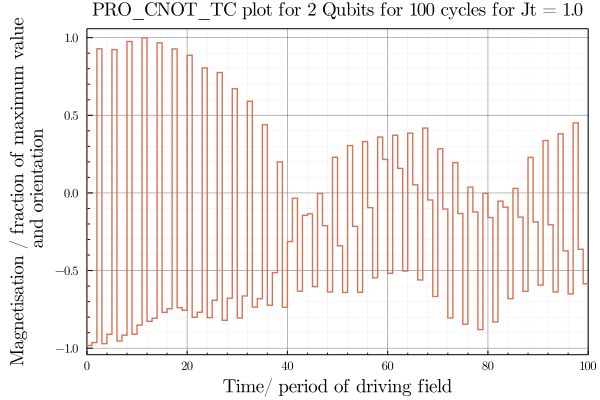 PRO_CNOT_TC plot for 2 Qubits for 100 cycles for Jt = 1.0
Magnetisation / fraction of maximum value
and orientation
1.0
0.5
0.0
−0.5
−1.0
0 20 40 60 80 100
Time/ period of driving field